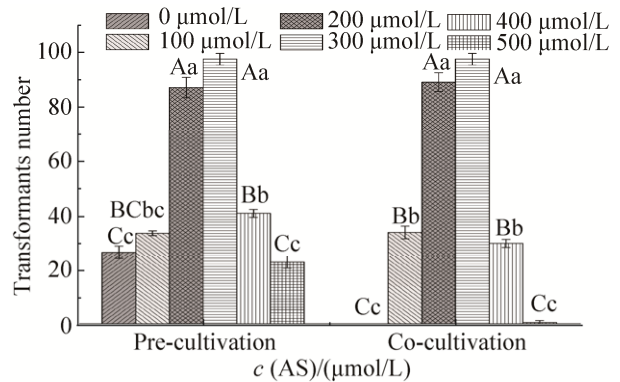 0 μmol/L 200 μmol/L 400 μmol/L
100 μmol/L 300 μmol/L 500 μmol/L
Transformants number
100
80
60
40
20
0
Cc
BCbc
Aa
Aa
Bb
Cc
Cc
Bb
Aa
Aa
Bb
Cc
Pre-cultivation Co-cultivation
c (AS)/(μmol/L)